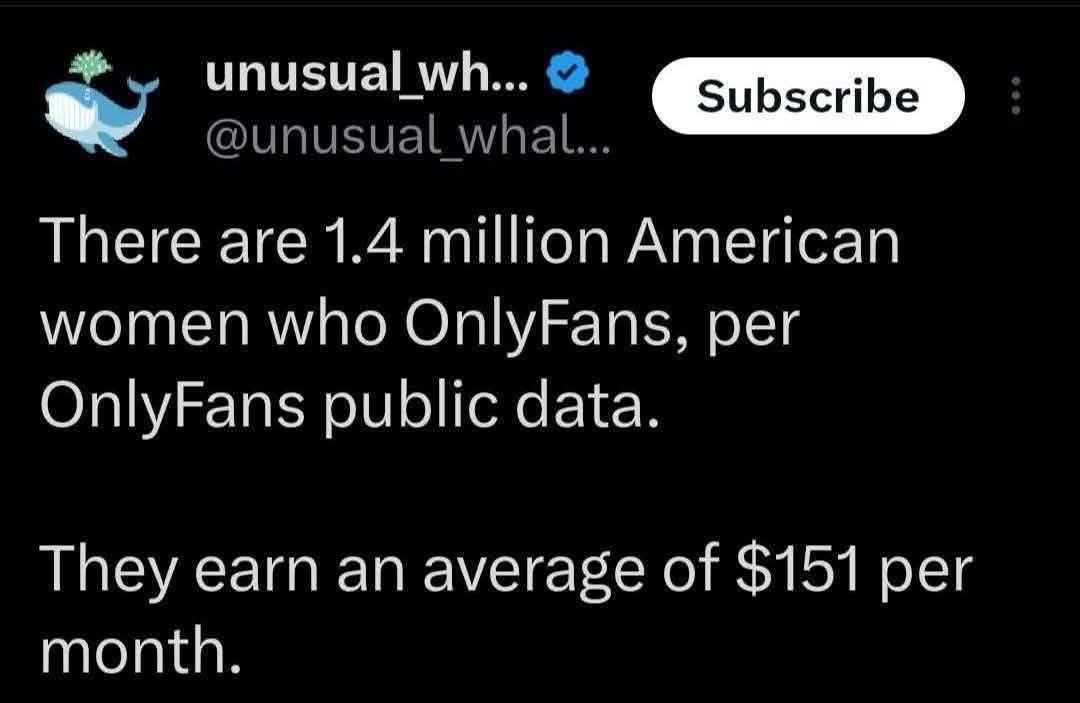 unusual_wh...
@unusual_whal...
Subscribe
There are 1.4 million American
women who OnlyFans, per
OnlyFans public data.
They earn an average of $151 per
month.